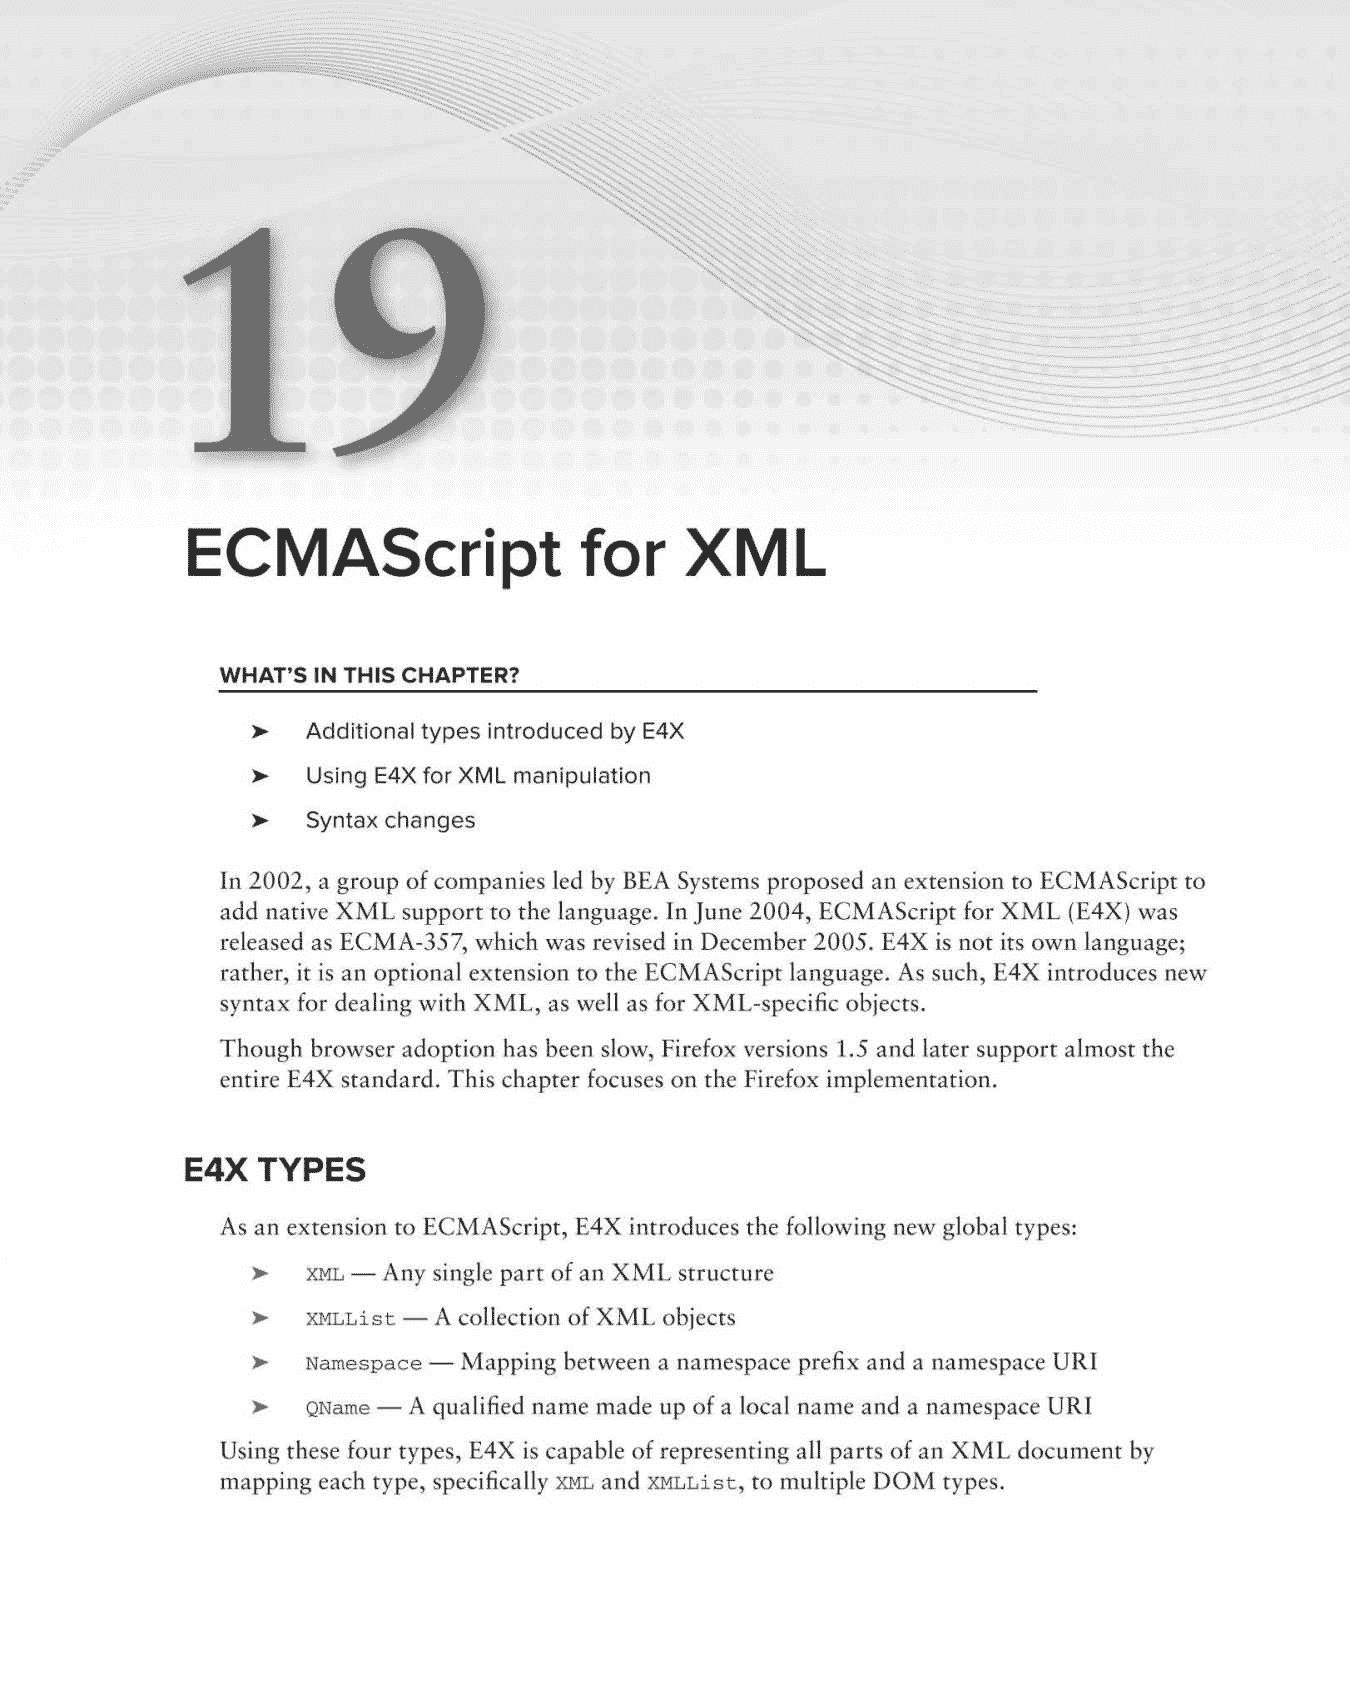 19
ECMAScript for XML
WHAT'S IN THIS CHAPTER?
➤ Additional types introduced by E4X
➤ Using E4X for XML manipulation
➤ Syntax changes
In 2002, a group of companies led by BEA Systems proposed an extension to ECMAScript to
add native XML support to the language. In June 2004, ECMAScript for XML (E4X) was
released as ECMA-357, which was revised in December 2005. E4X is not its own language;
rather, it is an optional extension to the ECMAScript language. As such, E4X introduces new
syntax for dealing with XML, as well as for XML-specific objects.
Though browser adoption has been slow, Firefox versions 1.5 and later support almost the
entire E4X standard. This chapter focuses on the Firefox implementation.
E4X TYPES
As an extension to ECMAScript, E4X introduces the following new global types:
➤ XML — Any single part of an XML structure
➤ XMLList — A collection of XML objects
➤ Namespace — Mapping between a namespace prefix and a namespace URI
➤ QName — A qualified name made up of a local name and a namespace URI
Using these four types, E4X is capable of representing all parts of an XML document by
mapping each type, specifically XML and XMLList, to multiple DOM types.